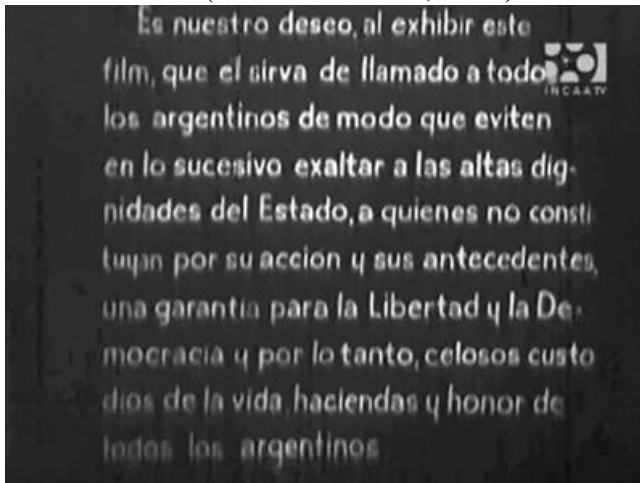 Es nuestro deseo, al exhibir este
film, que el sirva de llamado a todo
INCAATV
los argentinos de modo que eviten
en lo sucesivo exaltar a las altas dig-
nidades del Estado, a quienes no consti
tuyan por su accion y sus antecedentes,
una garantia para la Libertad y la De-
mocracia y por lo tanto, celosos custo
dios de la vida, haciendas y honor de
todos los argentinos